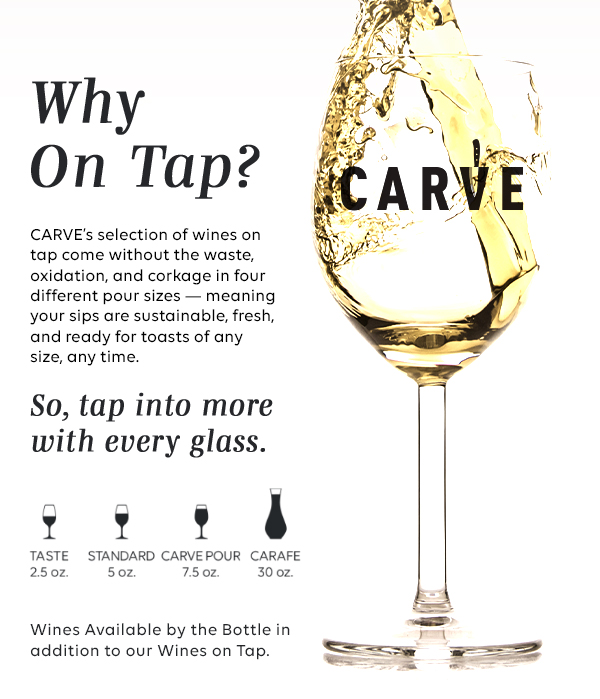 Why
On Tap?
CARVE
CARVE's selection of wines on
tap come without the waste,
oxidation, and corkage in four
different pour sizes — meaning
your sips are sustainable, fresh,
and ready for toasts of any
size, any time.
So, tap into more
with every glass.
TASTE STANDARD CARVE POUR CARAFE
2.5 oz. 5 oz. 7.5 oz. 30 oz.
Wines Available by the Bottle in
addition to our Wines on Tap.